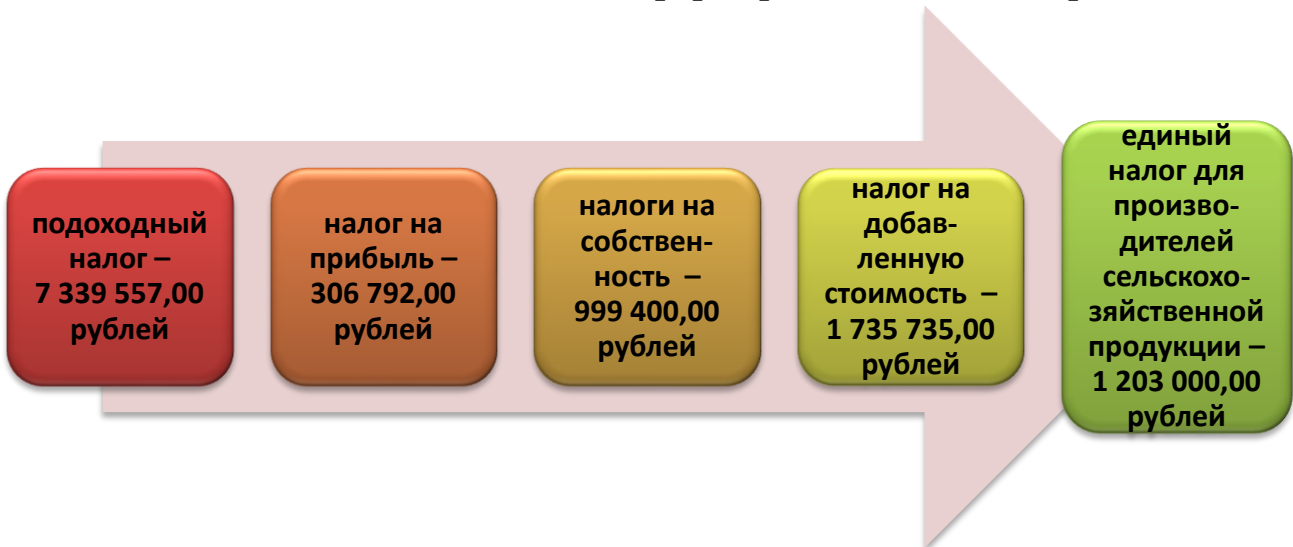 подоходный
налог –
7 339 557,00
рублей
налог на
прибыль –
306 792,00
рублей
налоги на
собствен-
ность –
999 400,00
рублей
налог на
добав-
ленную
стоимость –
1 735 735,00
рублей
единый
налог для
произво-
дителей
сельскохо-
зяйственной
продукции –
1 203 000,00
рублей